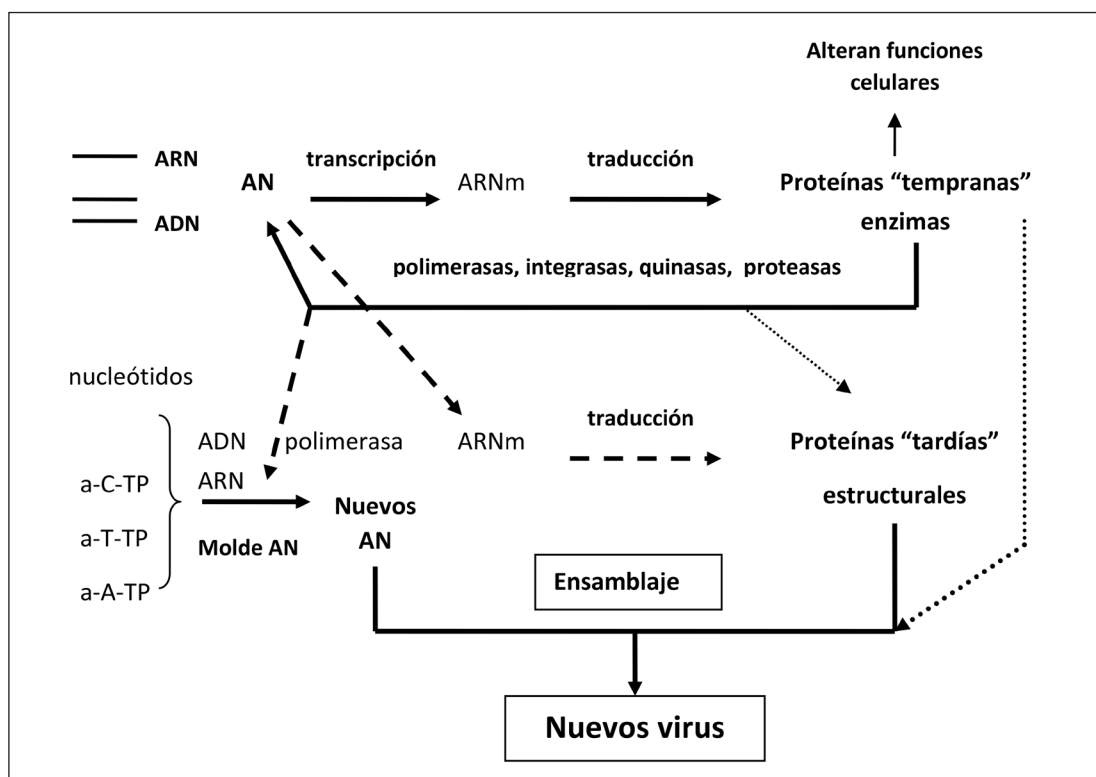 Alteran funciones
celulares
ARN
ADN
AN
transcripción
ARNm
traducción
Proteínas “tempranas”
enzimas
polimerasas, integrasas, quinasas, proteasas
nucleótidos
a-C-TP
a-T-TP
a-A-TP
ADN polimerasa
ARN
Molde AN
Nuevos
AN
ARNm
traducción
Proteínas “tardías”
estructurales
Ensamblaje
Nuevos virus